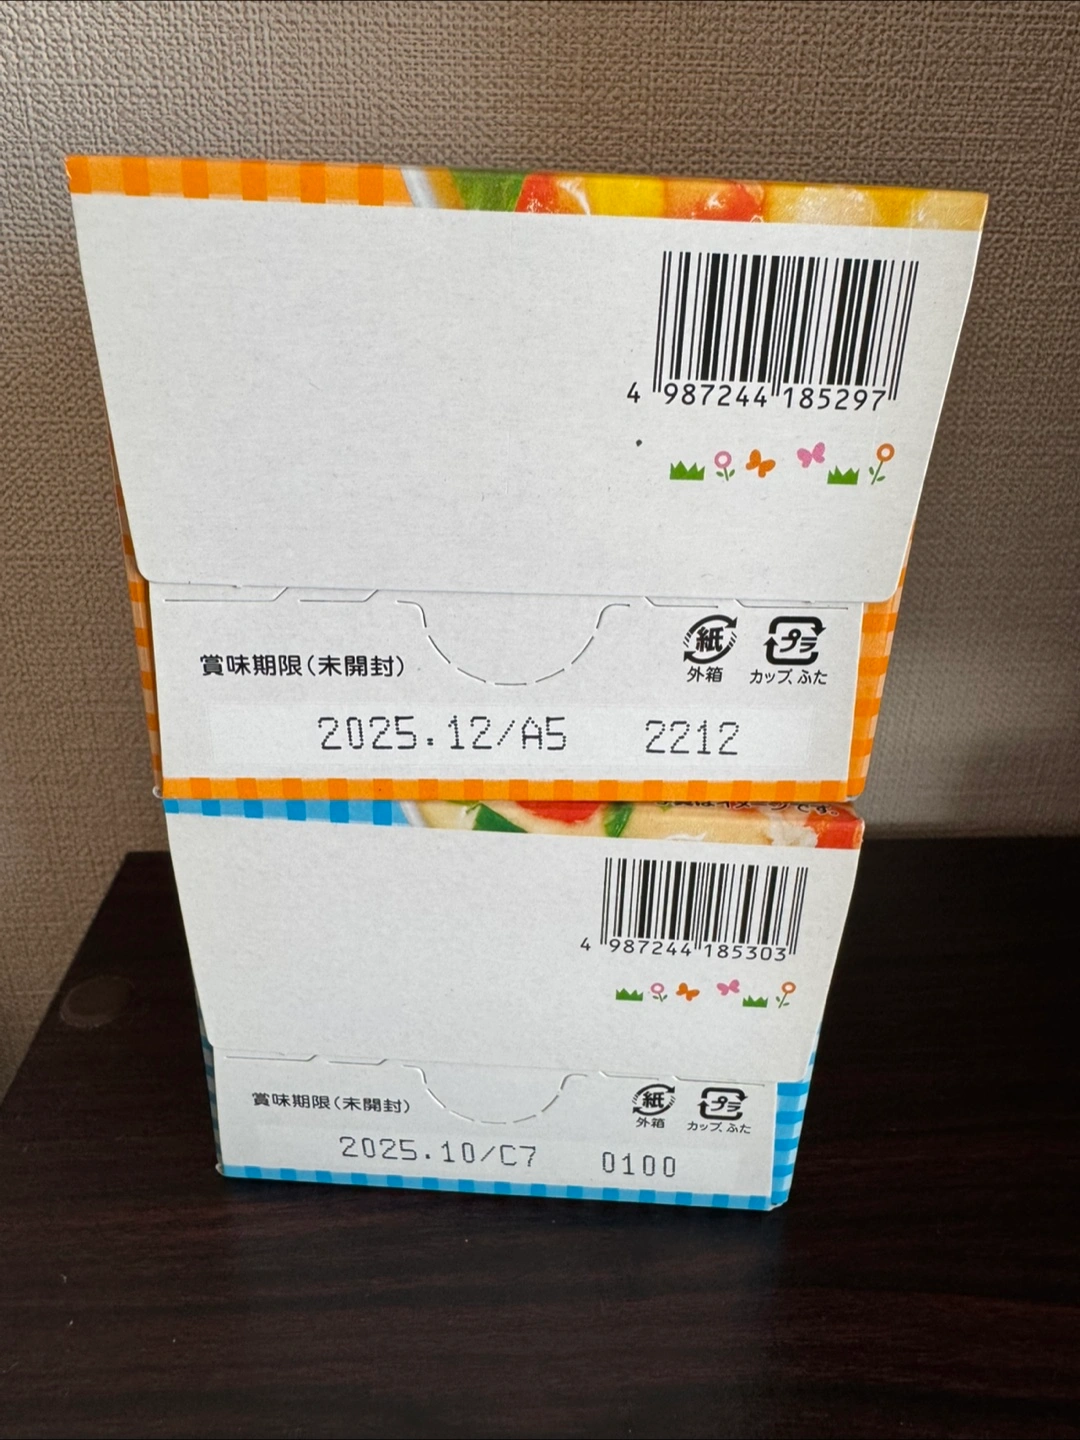 4 987244 185297
紙
プラ
外箱
カップ、ふた
賞味期限(未開封)
2025.12/A5 2212
4 987244 185303
紙
プラ
外箱
カップ、ふた
賞味期限(未開封)
2025.10/C7 0100